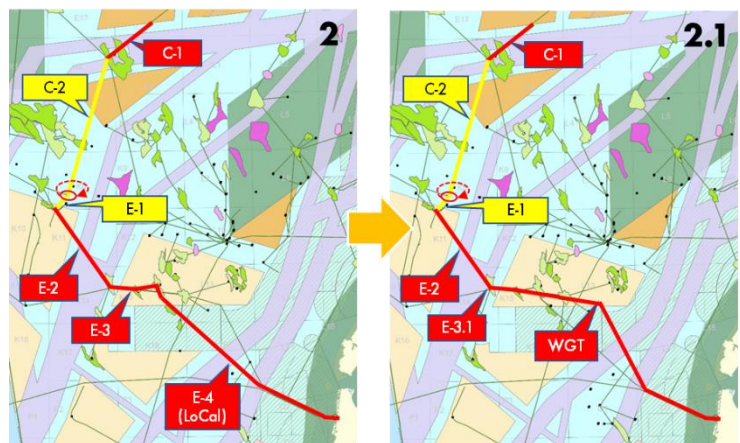 2
C-1
C-2
E-1
E-2
E-3
E-4
(LoCal)
2.1
C-1
C-2
E-1
E-2
E-3.1
WGT